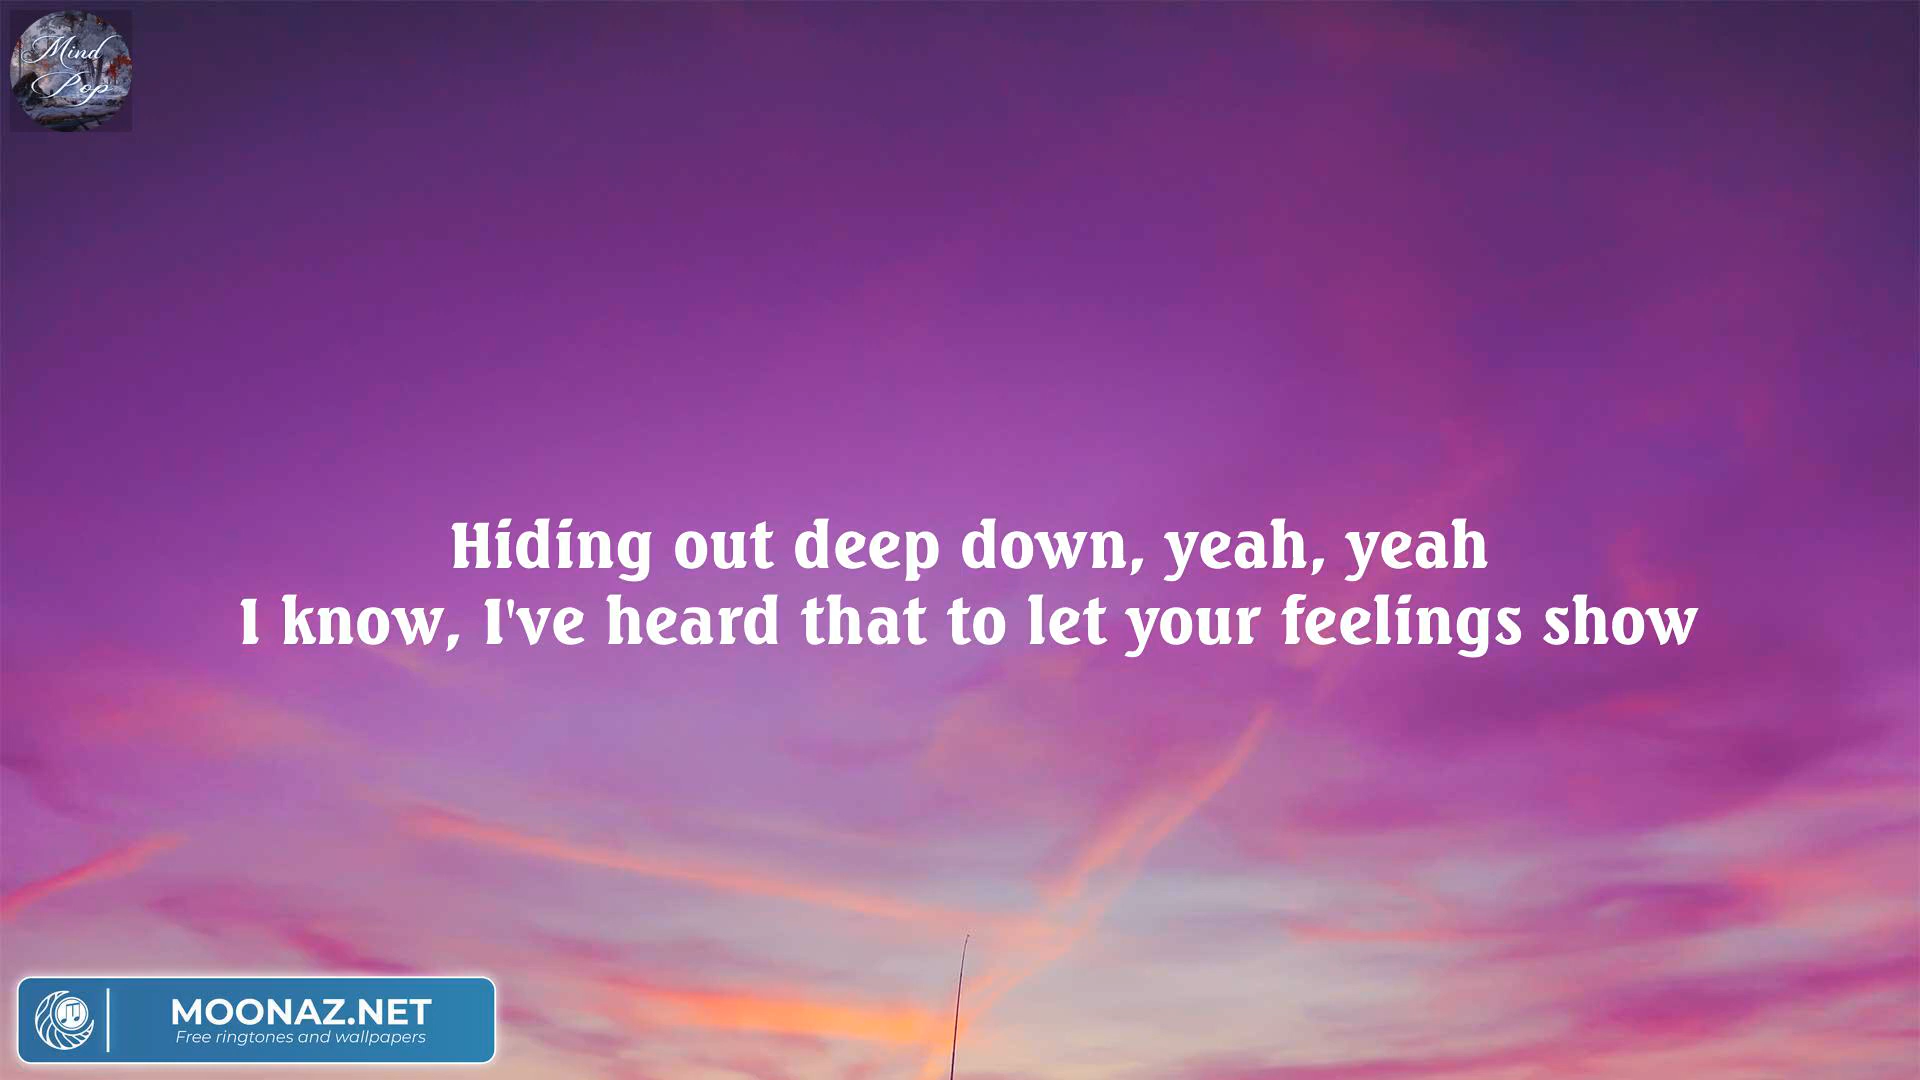 Mind
Pop
Hiding out deep down, yeah, yeah
I know, I've heard that to let your feelings show
MOONAZ.NET
Free ringtones and wallpapers